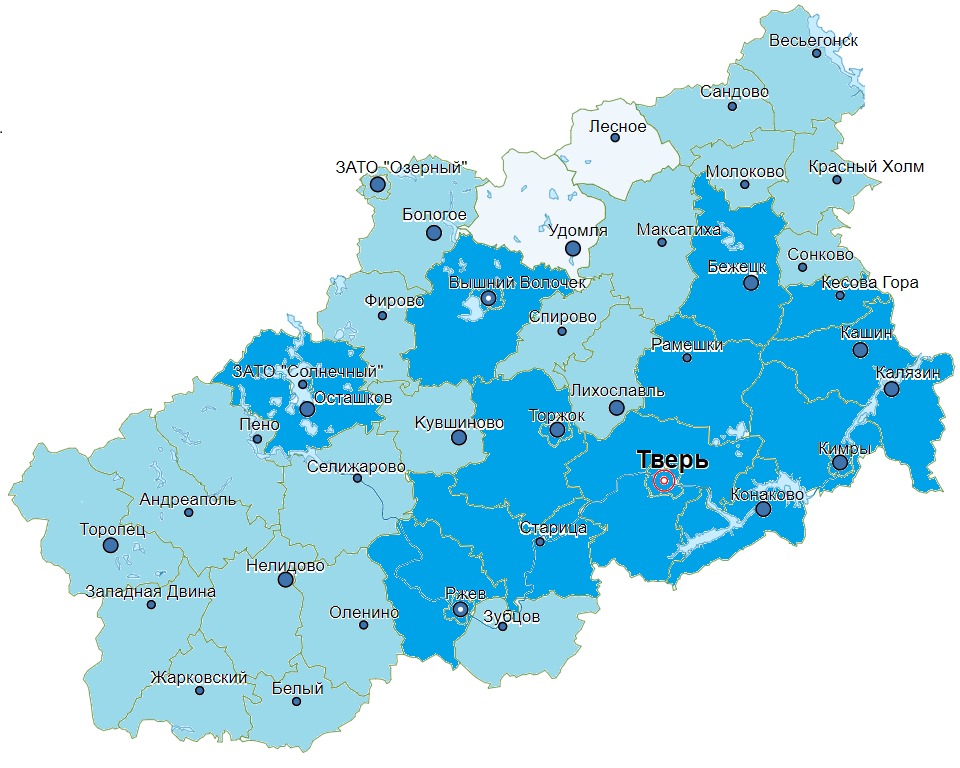 Весьегонск
Сандово
Лесное
ЗАТО "Озерный"
Молоково
Красный Холм
Бологое
Удомля
Максатиха
Сонково
Бежецк
Кесова Гора
Вышний Волочек
Фирово
Спирово
Кашин
Рамешки
ЗАТО "Солнечный"
Калязин
Осташков
Лихославль
Торжок
Пено
Кувшиново
Кимры
Тверь
Селижарово
Конаково
Андреаполь
Торопец
Старица
Нелидово
Западная Двина
Ржев
Оленино
Зубцов
Жарковский
Белый